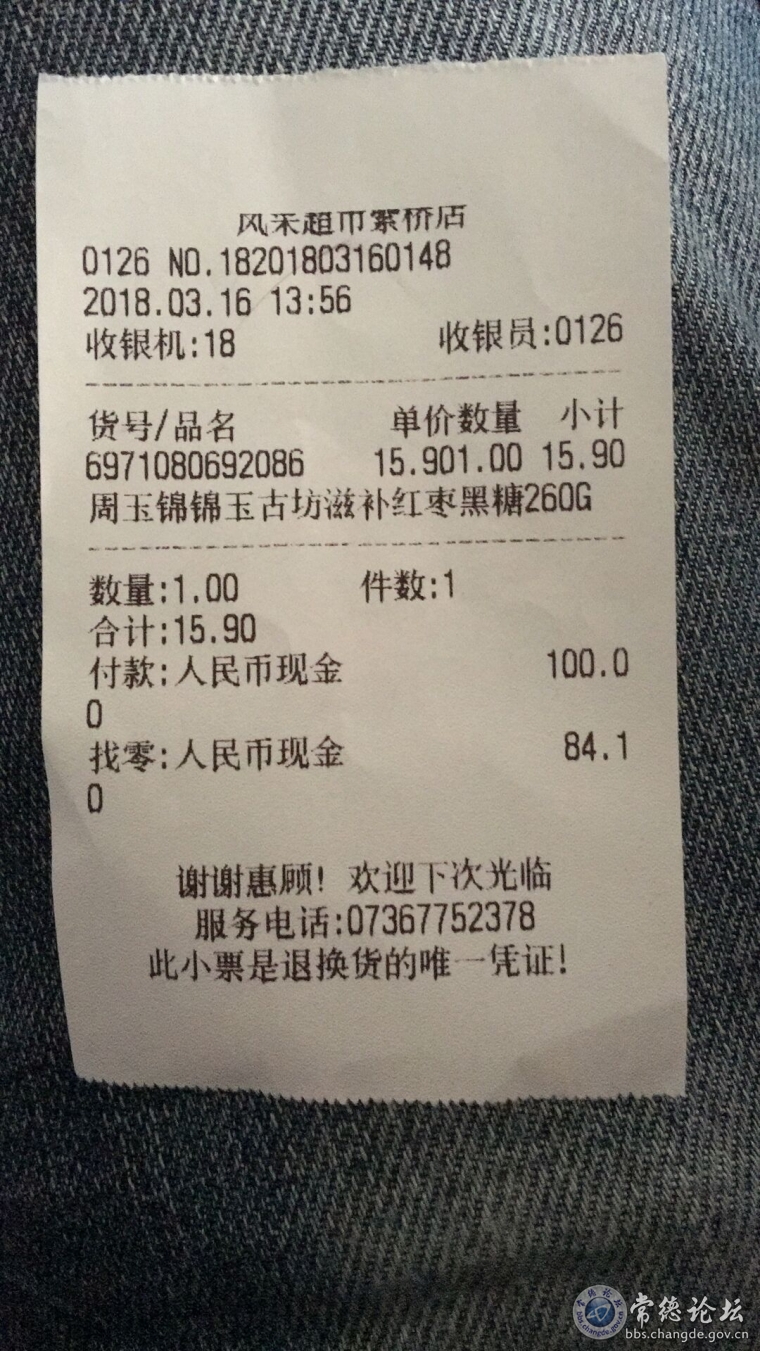 风采超市紫桥店
0126 NO.18201803160148
2018.03.16 13:56
收银机:18 收银员:0126
货号/品名 单价数量 小计
6971080692086 15.901.00 15.90
周玉锦锦玉古坊滋补红枣黑糖260G
数量:1.00 件数:1
合计:15.90
付款:人民币现金 100.0
0
找零:人民币现金 84.1
0
谢谢惠顾! 欢迎下次光临
服务电话:07367752378
此小票是退换货的唯一凭证!
常德论坛
bbs.changde.gov.cn